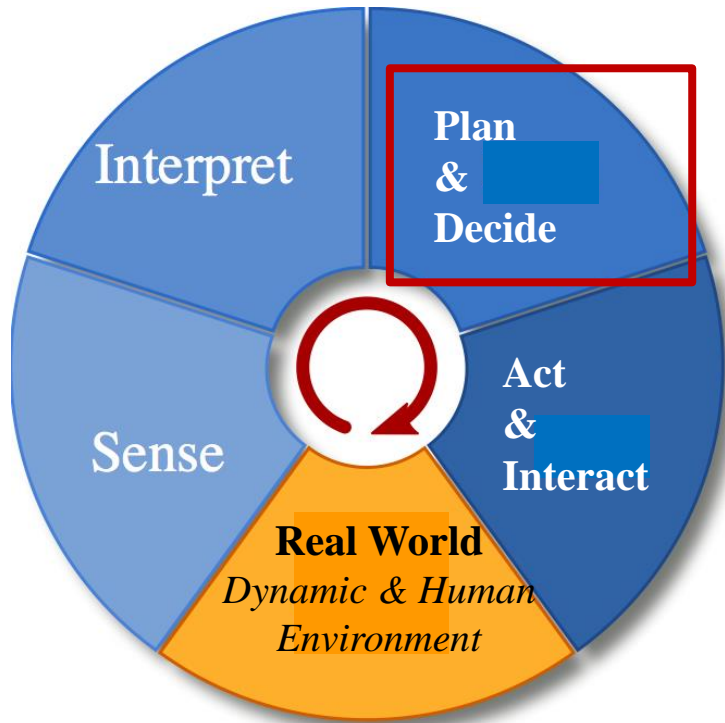 Interpret
Plan
&
Decide
Sense
Act
&
Interact
Real World
Dynamic & Human
Environment